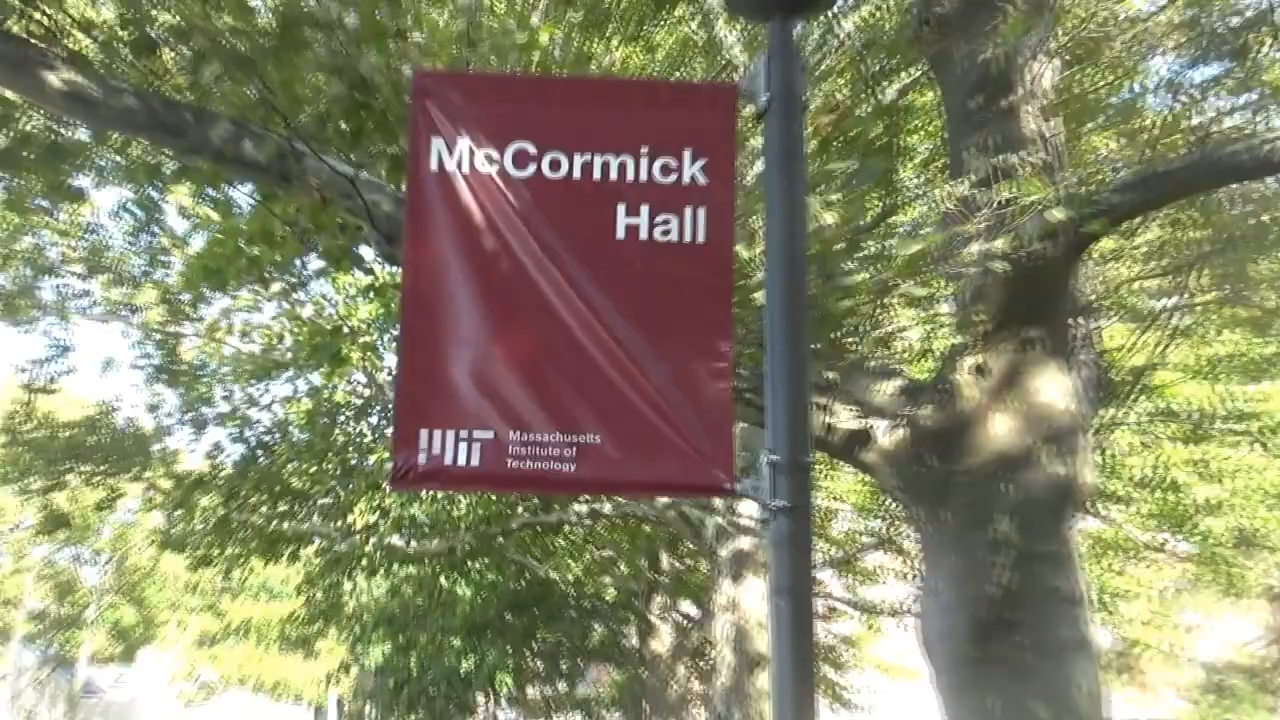 McCormick
Hall
MIT
Massachusetts
Institute of
Technology